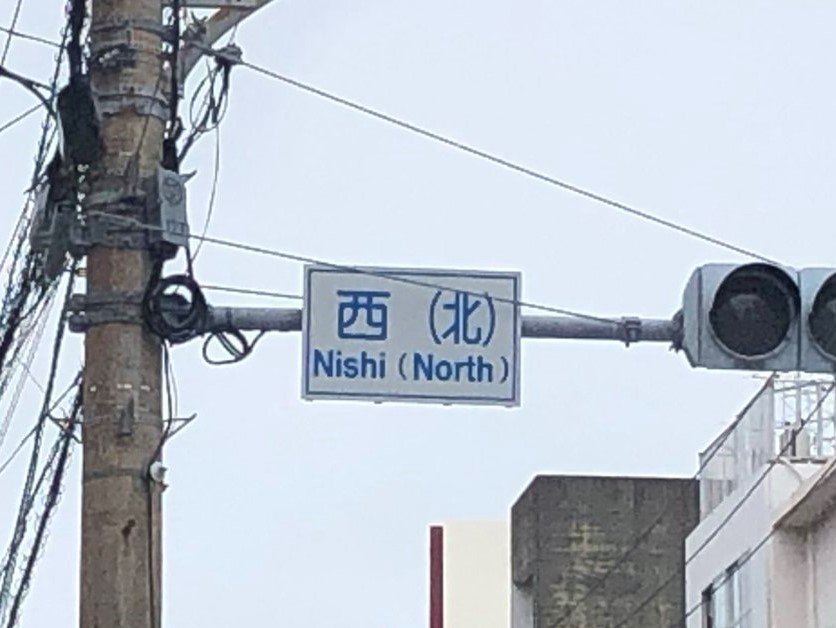 西 (北)
Nishi (North)